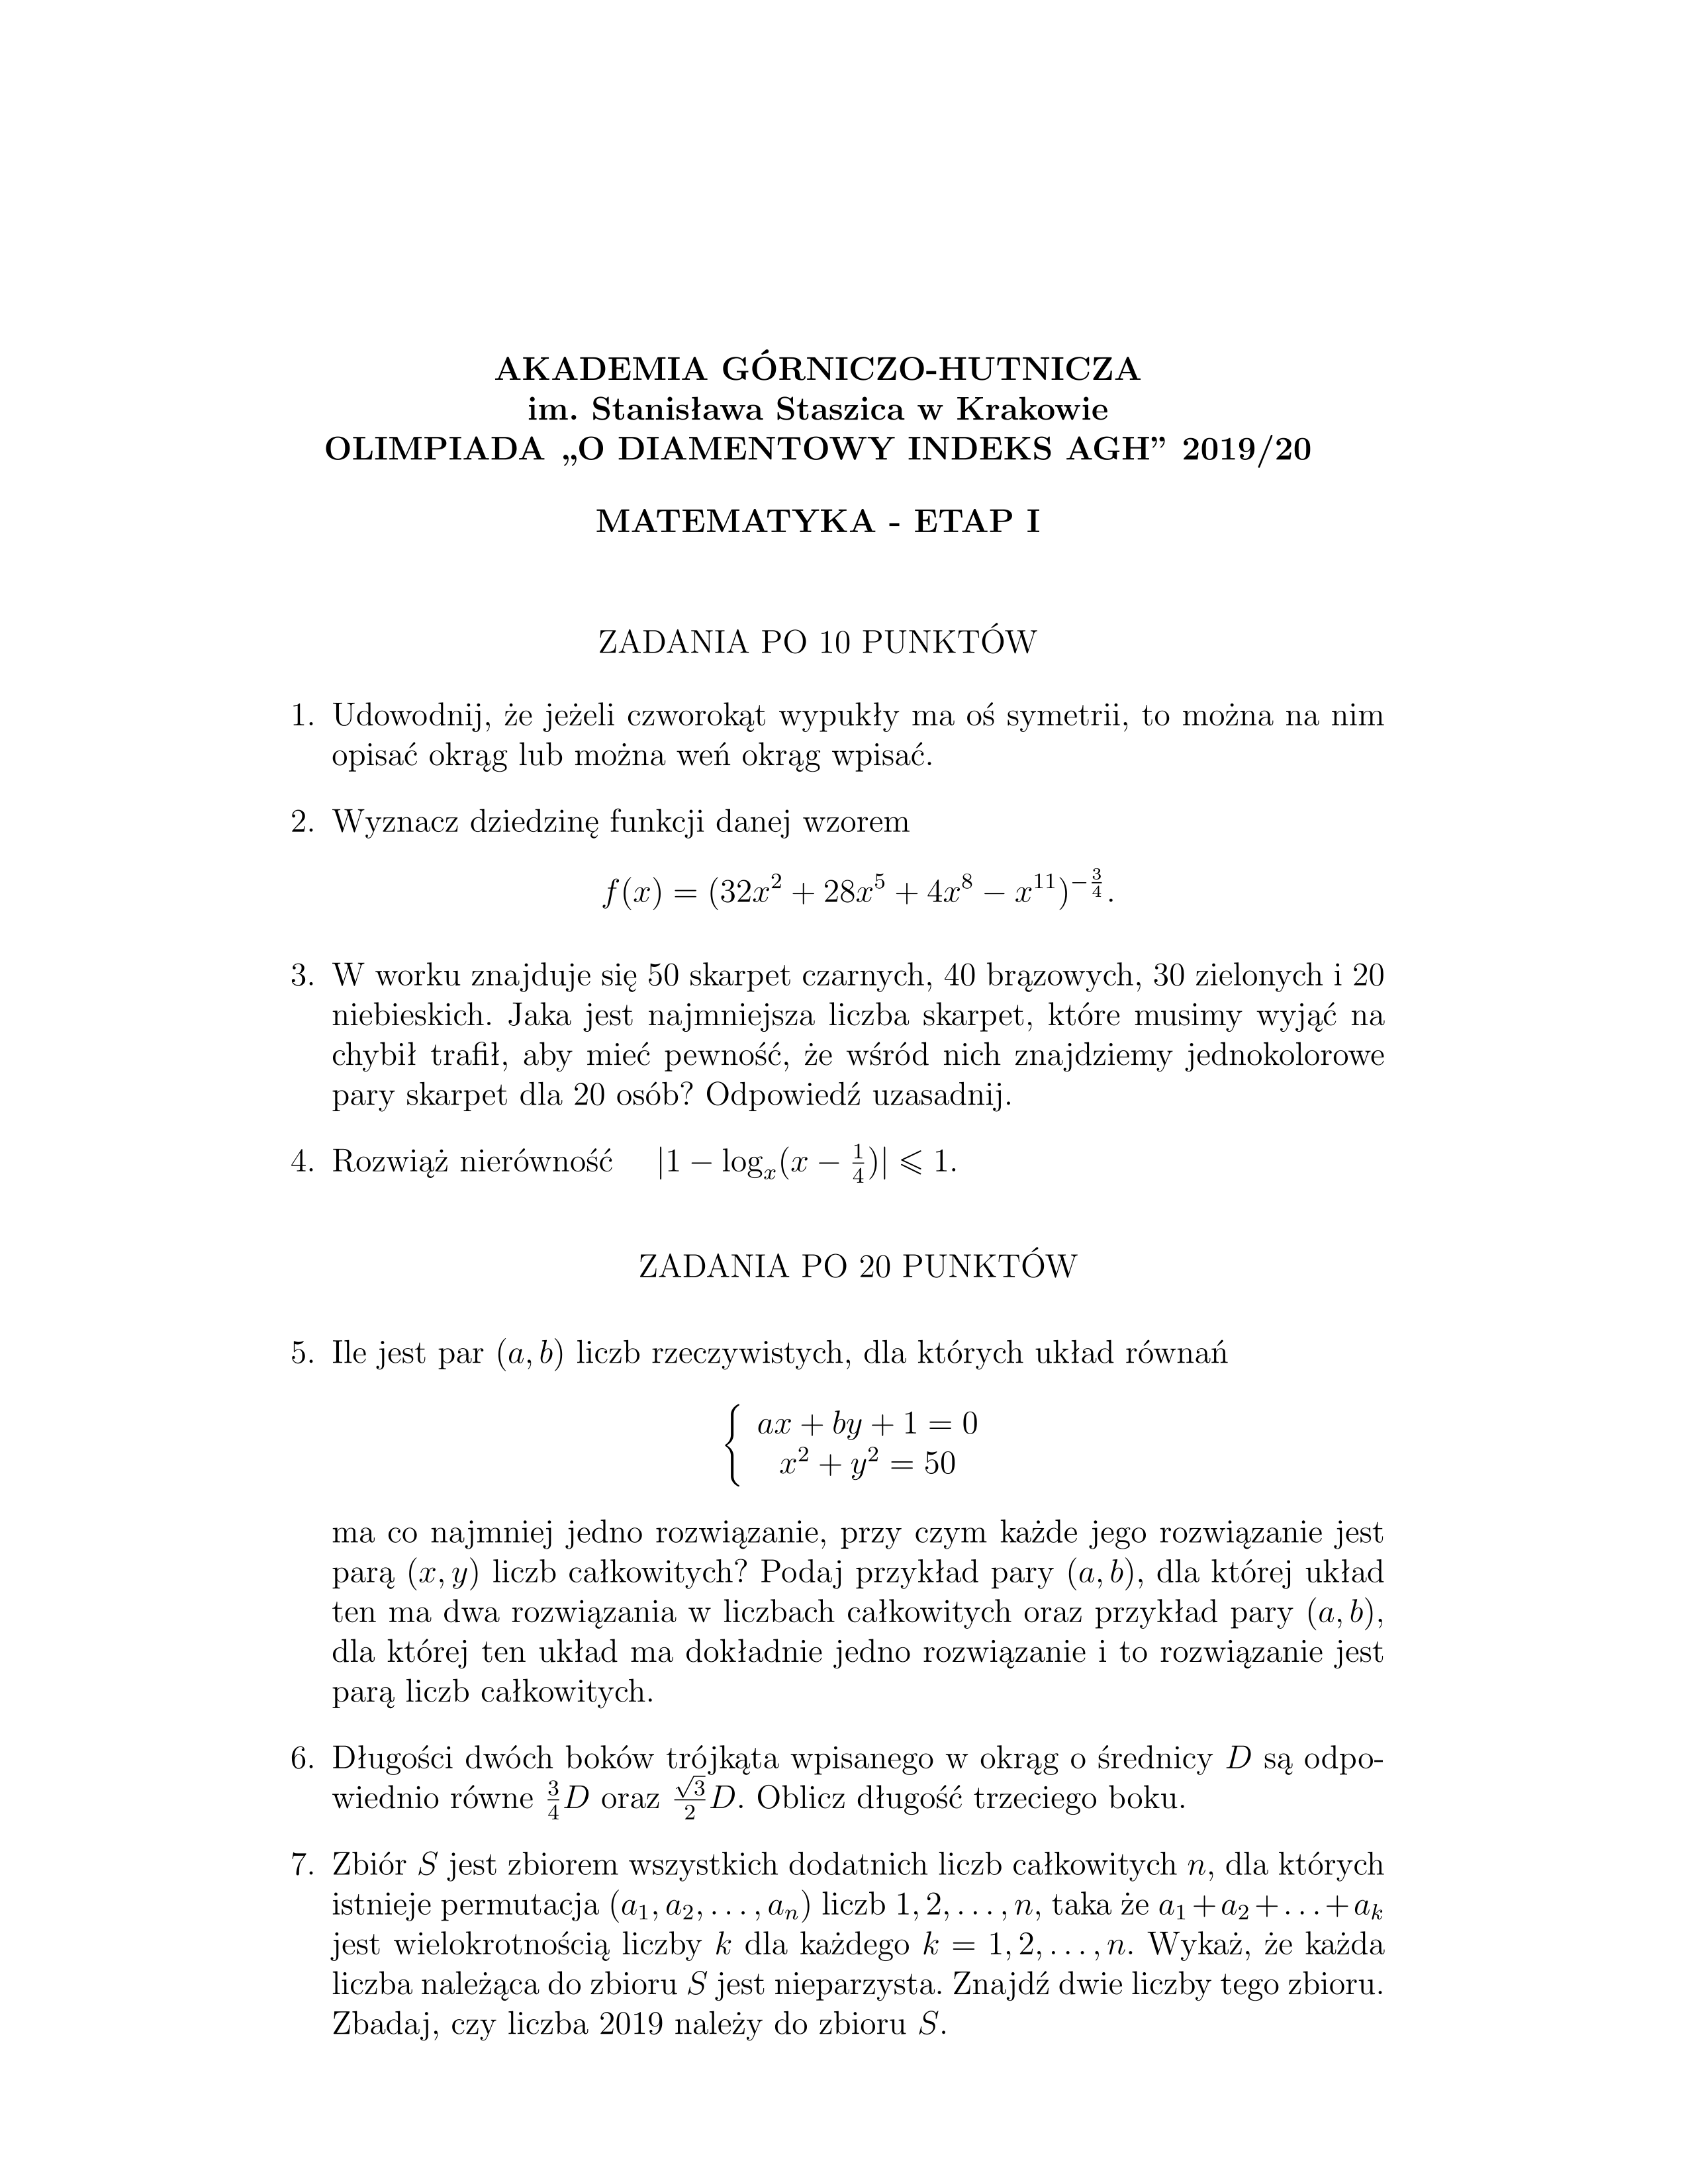 AKADEMIA GÓRNICZO-HUTNICZA
im. Stanisława Staszica w Krakowie
OLIMPIADA „O DIAMENTOWY INDEKS AGH” 2019/20
MATEMATYKA - ETAP I
ZADANIA PO 10 PUNKTÓW
1. Udowodnij, że jeżeli czworokąt wypukły ma oś symetrii, to można na nim
opisać okrąg lub można weń okrąg wpisać.
2. Wyznacz dziedzinę funkcji danej wzorem
$f(x) = (32x^2 + 28x^5 + 4x^8 - x^{11})^{-\frac{3}{4}}.$
3. W worku znajduje się 50 skarpet czarnych, 40 brązowych, 30 zielonych i 20
niebieskich. Jaka jest najmniejsza liczba skarpet, które musimy wyjąć na
chybił trafił, aby mieć pewność, że wśród nich znajdziemy jednokolorowe
pary skarpet dla 20 osób? Odpowiedź uzasadnij.
4. Rozwiąż nierówność $|1 - \log_x(x - \frac{1}{4})| \leqslant 1.$
ZADANIA PO 20 PUNKTÓW
5. Ile jest par $(a, b)$ liczb rzeczywistych, dla których układ równań
$\begin{cases} ax + by + 1 = 0 \\ x^2 + y^2 = 50 \end{cases}$
ma co najmniej jedno rozwiązanie, przy czym każde jego rozwiązanie jest
parą $(x, y)$ liczb całkowitych? Podaj przykład pary $(a, b)$, dla której układ
ten ma dwa rozwiązania w liczbach całkowitych oraz przykład pary $(a, b)$,
dla której ten układ ma dokładnie jedno rozwiązanie i to rozwiązanie jest
parą liczb całkowitych.
6. Długości dwóch boków trójkąta wpisanego w okrąg o średnicy $D$ są odpo-
wiednio równe $\frac{3}{4}D$ oraz $\frac{\sqrt{3}}{2}D$. Oblicz długość trzeciego boku.
7. Zbiór $S$ jest zbiorem wszystkich dodatnich liczb całkowitych $n$, dla których
istnieje permutacja $(a_1, a_2, \ldots, a_n)$ liczb $1, 2, \ldots, n$, taka że $a_1 + a_2 + \ldots + a_k$
jest wielokrotnością liczby $k$ dla każdego $k = 1, 2, \ldots, n$. Wykaż, że każda
liczba należąca do zbioru $S$ jest nieparzysta. Znajdź dwie liczby tego zbioru.
Zbadaj, czy liczba 2019 należy do zbioru $S$.